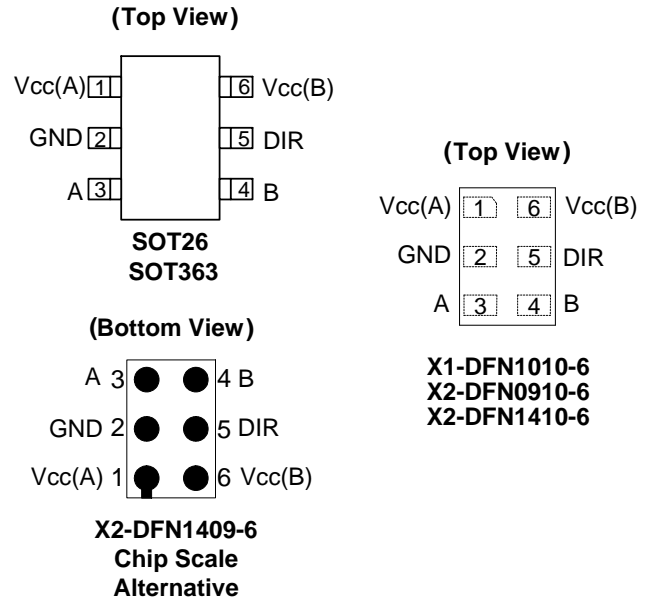 (Top View)
Vcc(A) 1 6 Vcc(B)
GND 2 5 DIR
A 3 4 B
SOT26
SOT363
(Bottom View)
A 3 4 B
GND 2 5 DIR
Vcc(A) 1 6 Vcc(B)
X2-DFN1409-6
Chip Scale
Alternative
(Top View)
Vcc(A) 1 6 Vcc(B)
GND 2 5 DIR
A 3 4 B
X1-DFN1010-6
X2-DFN0910-6
X2-DFN1410-6